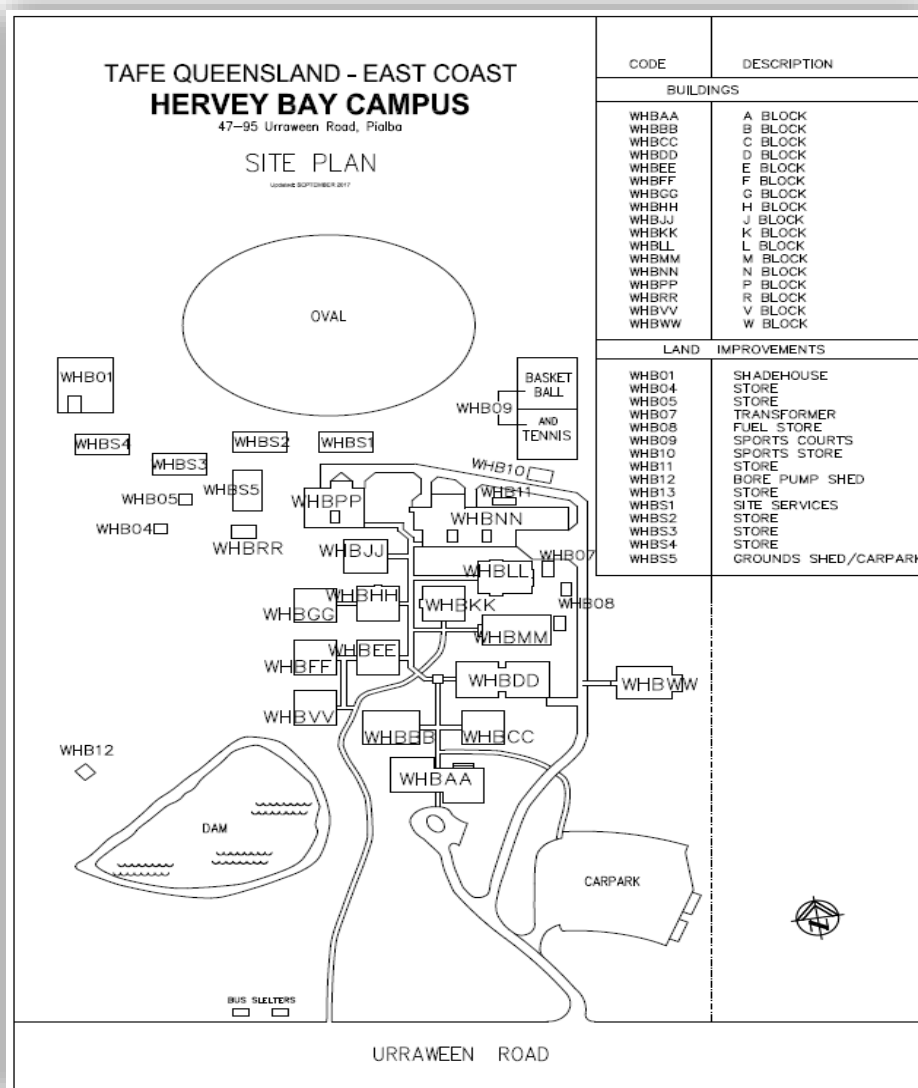 TAFE QUEENSLAND - EAST COAST
HERVEY BAY CAMPUS
47-95 Urraween Road, Pialba
SITE PLAN
Updated: SEPTEMBER 2017
CODE DESCRIPTION
BUILDINGS
WHBAA A BLOCK
WHBBB B BLOCK
WHBCC C BLOCK
WHBDD D BLOCK
WHBEE E BLOCK
WHBFF F BLOCK
WHBGG G BLOCK
WHBHH H BLOCK
WHBJJ J BLOCK
WHBKK K BLOCK
WHBLL L BLOCK
WHBMM M BLOCK
WHBNN N BLOCK
WHBPP P BLOCK
WHBRR R BLOCK
WHBVV V BLOCK
WHBWW W BLOCK
LAND IMPROVEMENTS
WHB01 SHADEHOUSE
WHB04 STORE
WHB05 STORE
WHB07 TRANSFORMER
WHB08 FUEL STORE
WHB09 SPORTS COURTS
WHB10 SPORTS STORE
WHB11 STORE
WHB12 BORE PUMP SHED
WHB13 STORE
WHBS1 SITE SERVICES
WHBS2 STORE
WHBS3 STORE
WHBS4 STORE
WHBS5 GROUNDS SHED/CARPARK
OVAL
WHB01
BASKET
BALL
WHB09
AND
TENNIS
WHBS4
WHBS2
WHBS1
WHBS3
WHB10
WHBS5
WHB05
WHBPP
WHB11
WHBNN
WHB04
WHBRR
WHBJJ
WHB07
WHBLL
WHBHH
WHBGG
WHBKK
WHB08
WHBMM
WHBEE
WHBFF
WHBDD
WHBWW
WHBVV
WHBBB
WHBCC
WHB12
WHBAA
DAM
CARPARK
N
BUS SLELTERS
URRAWEEN ROAD